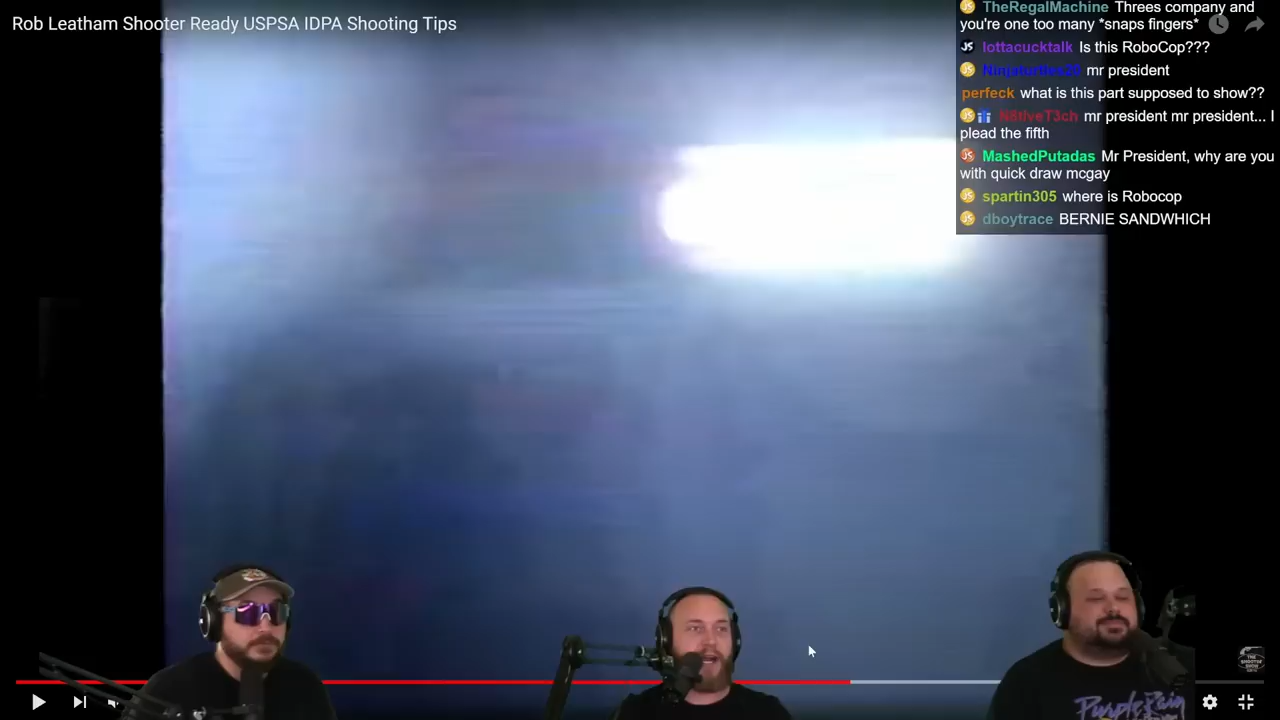 Rob Leatham Shooter Ready USPSA IDPA Shooting Tips
TheRegalMachine Threes company and
you're one too many *snaps fingers*
lottacucktalk Is this RoboCop???
mr president
perfeck what is this part supposed to show??
N8tiveT3ch mr president mr president... I
plead the fifth
MashedPutadas Mr President, why are you
with quick draw mcgay
spartin305 where is Robocop
dboytrace BERNIE SANDWHICH
Purple Rain